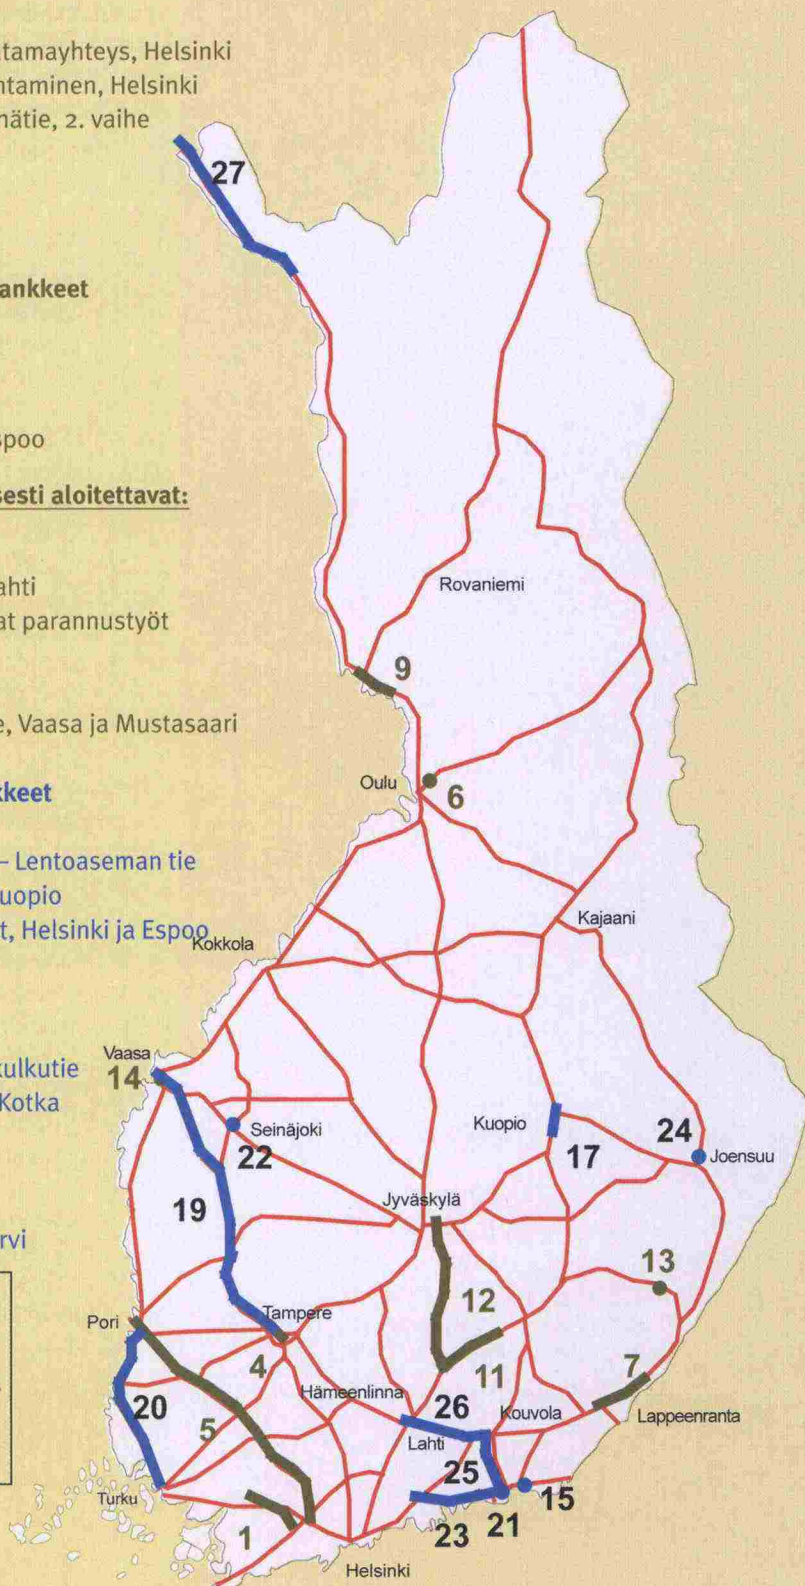 tamayhteys, Helsinki
ntaminen, Helsinki
nätie, 2. vaihe
27
ankkeet
spoo
sesti aloitettavat:
ahti
at parannustyöt
e, Vaasa ja Mustasaari
kkeet
– Lentoaseman tie
uopio
t, Helsinki ja Espoo
kulkutie
Kotka
rvi
Rovaniemi
9
Oulu
6
Kajaani
Kokkola
Vaasa
14
Seinäjoki
22
Kuopio
17
24
Joensuu
19
Jyväskylä
13
12
Pori
Tampere
4
11
7
Hämeenlinna
20
5
26
Kouvola
Lappeenranta
Lahti
25
Turku
15
1
23
21
Helsinki